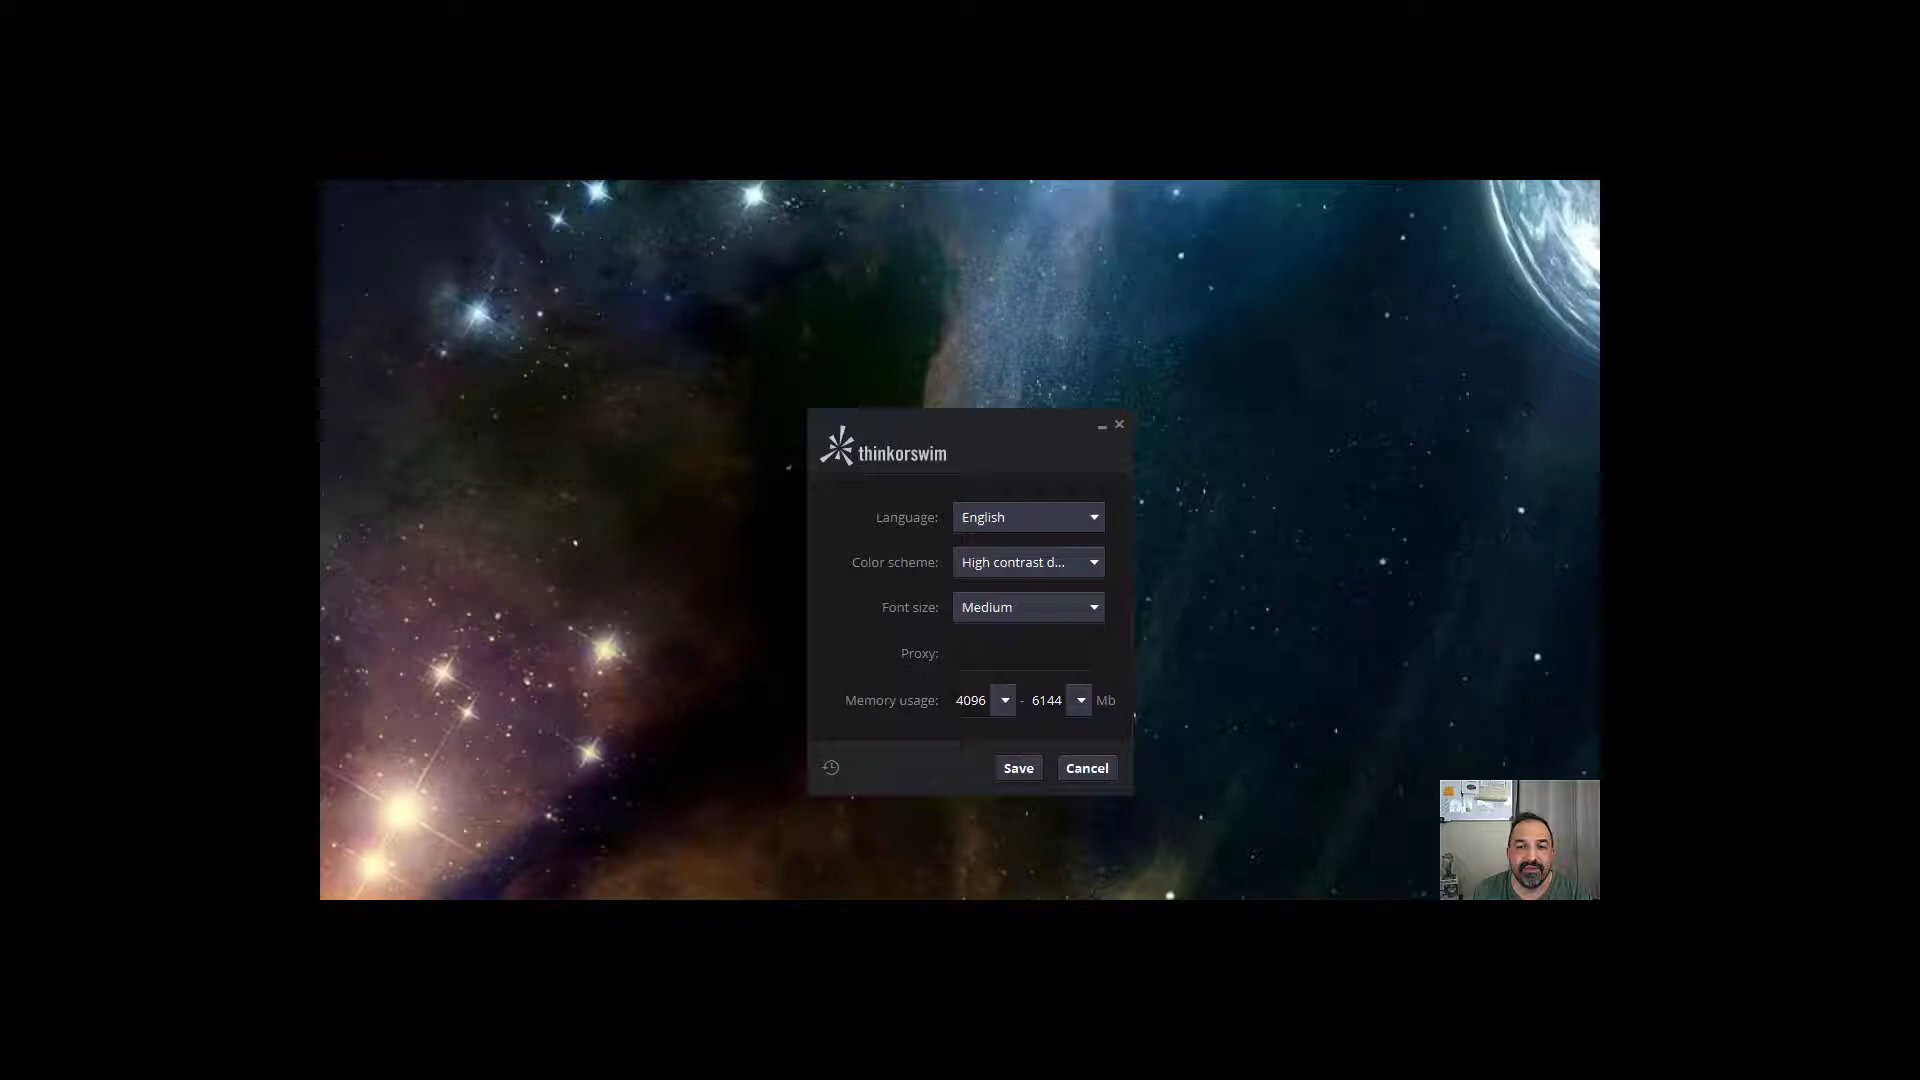 thinkorswim
Language: English
Color scheme: High contrast d...
Font size: Medium
Proxy:
Memory usage: 4096 - 6144 Mb
Save Cancel